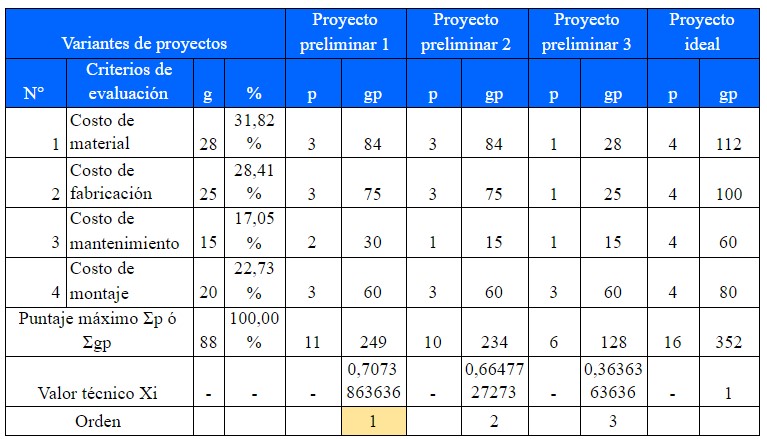 Variantes de proyectos Proyecto preliminar 1 Proyecto preliminar 2 Proyecto preliminar 3 Proyecto ideal
Nº Criterios de evaluación g % p gp p gp p gp p gp
1 Costo de material 28 31,82 % 3 84 3 84 1 28 4 112
2 Costo de fabricación 25 28,41 % 3 75 3 75 1 25 4 100
3 Costo de mantenimiento 15 17,05 % 2 30 1 15 1 15 4 60
4 Costo de montaje 20 22,73 % 3 60 3 60 3 60 4 80
Puntaje máximo Σp ó Σgp 88 100,00 % 11 249 10 234 6 128 16 352
Valor técnico Xi - - - 0,7073863636 - 0,6647727273 - 0,3636363636 - 1
Orden 1 2 3